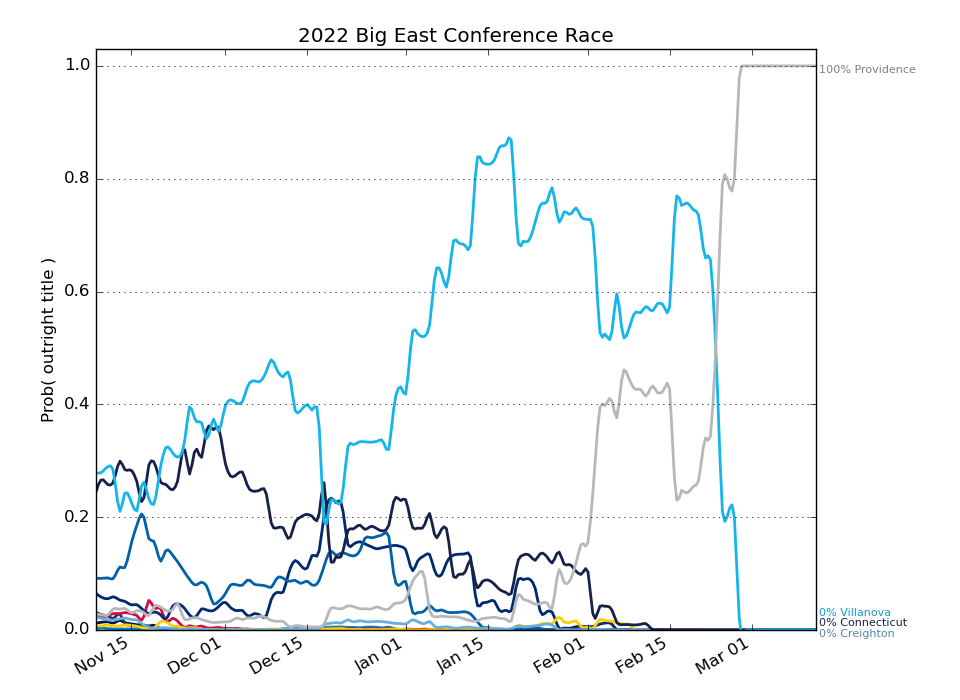 2022 Big East Conference Race
1.0
0.8
0.6
0.4
0.2
0.0
Prob( outright title )
100% Providence
0% Villanova
0% Connecticut
0% Creighton
Nov 15
Dec 01
Dec 15
Jan 01
Jan 15
Feb 01
Feb 15
Mar 01